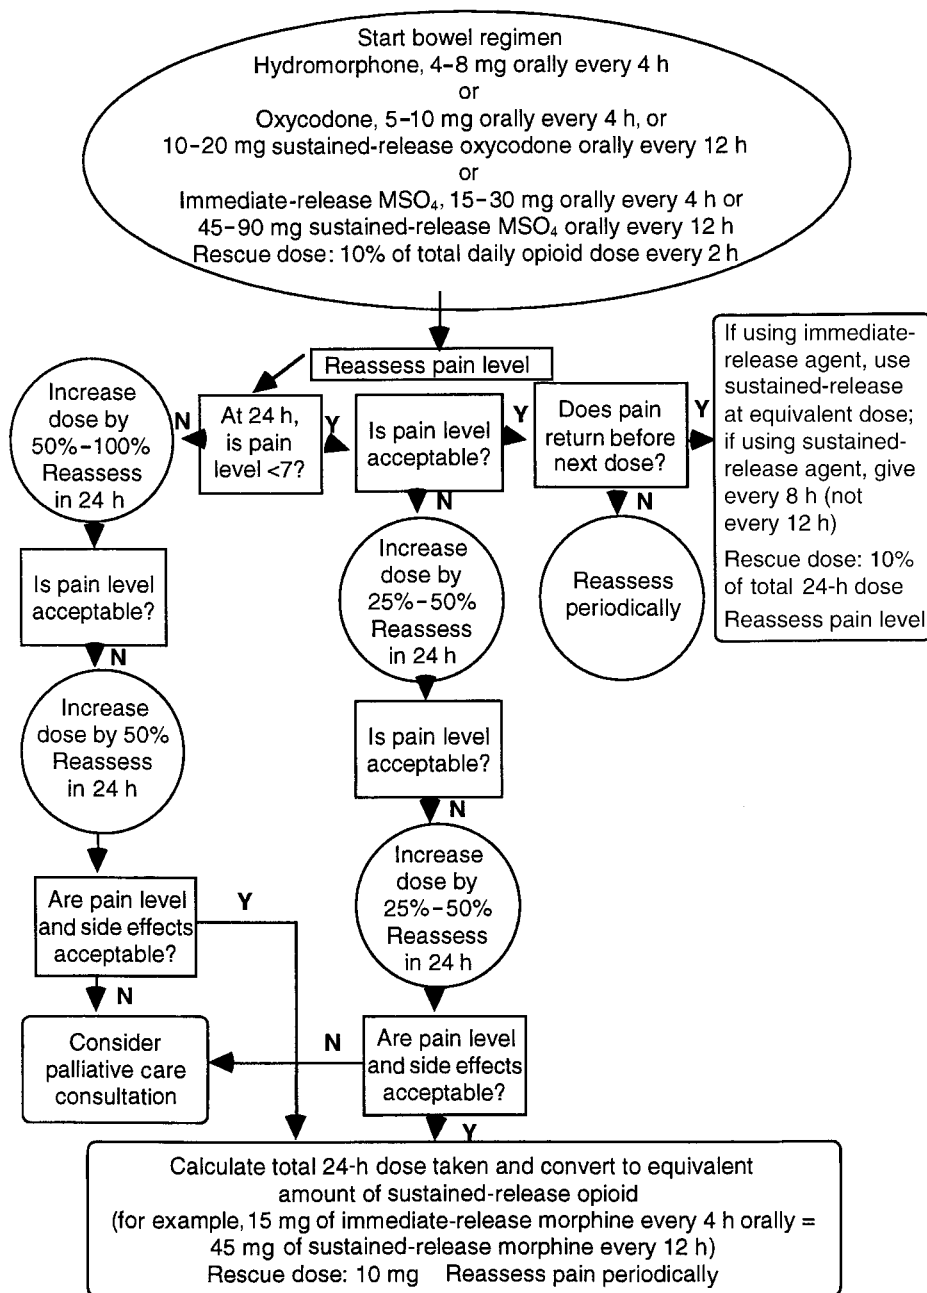 Start bowel regimen
Hydromorphone, 4–8 mg orally every 4 h
or
Oxycodone, 5–10 mg orally every 4 h, or
10–20 mg sustained-release oxycodone orally every 12 h
or
Immediate-release MSO₄, 15–30 mg orally every 4 h or
45–90 mg sustained-release MSO₄ orally every 12 h
Rescue dose: 10% of total daily opioid dose every 2 h
Reassess pain level
Increase
dose by
50%–100%
Reassess
in 24 h
N
At 24 h,
is pain
level <7?
Y
Is pain level
acceptable?
Y
Does pain
return before
next dose?
Y
If using immediate-
release agent, use
sustained-release
at equivalent dose;
if using sustained-
release agent, give
every 8 h (not
every 12 h)
Rescue dose: 10%
of total 24-h dose
Reassess pain level
N
N
Is pain level
acceptable?
Increase
dose by
25%–50%
Reassess
in 24 h
Reassess
periodically
N
Increase
dose by 50%
Reassess
in 24 h
Is pain level
acceptable?
N
Increase
dose by
25%–50%
Reassess
in 24 h
Are pain level
and side effects
acceptable?
Y
N
Consider
palliative care
consultation
N
Are pain level
and side effects
acceptable?
Y
Calculate total 24-h dose taken and convert to equivalent
amount of sustained-release opioid
(for example, 15 mg of immediate-release morphine every 4 h orally =
45 mg of sustained-release morphine every 12 h)
Rescue dose: 10 mg Reassess pain periodically